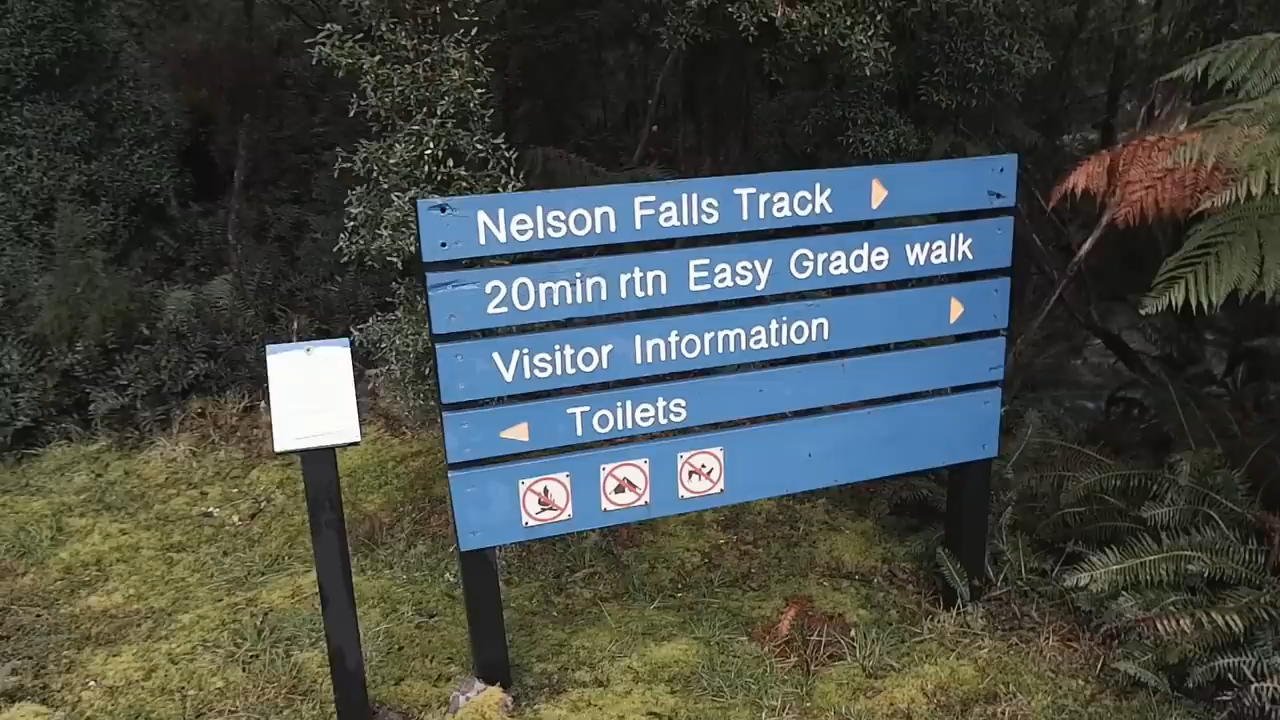 Nelson Falls Track
20min rtn Easy Grade walk
Visitor Information
Toilets